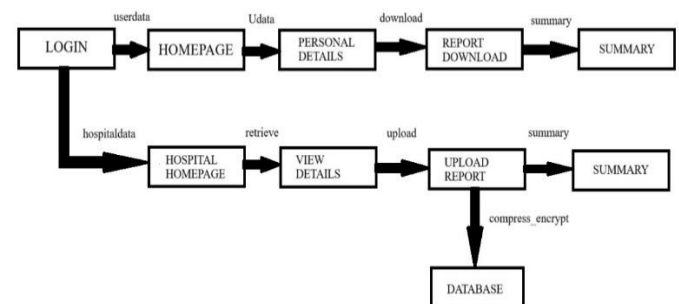 userdata
Udata
download
summary
LOGIN
HOMEPAGE
PERSONAL
DETAILS
REPORT
DOWNLOAD
SUMMARY
hospitaldata
retrieve
upload
summary
HOSPITAL
HOMEPAGE
VIEW
DETAILS
UPLOAD
REPORT
SUMMARY
compress_encrypt
DATABASE